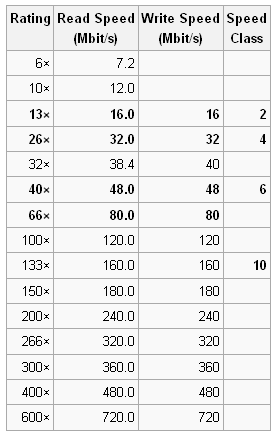 Rating Read Speed Write Speed Speed
(Mbit/s) (Mbit/s) Class
6× 7.2
10× 12.0
13× 16.0 16 2
26× 32.0 32 4
32× 38.4 40
40× 48.0 48 6
66× 80.0 80
100× 120.0 120
133× 160.0 160 10
150× 180.0 180
200× 240.0 240
266× 320.0 320
300× 360.0 360
400× 480.0 480
600× 720.0 720